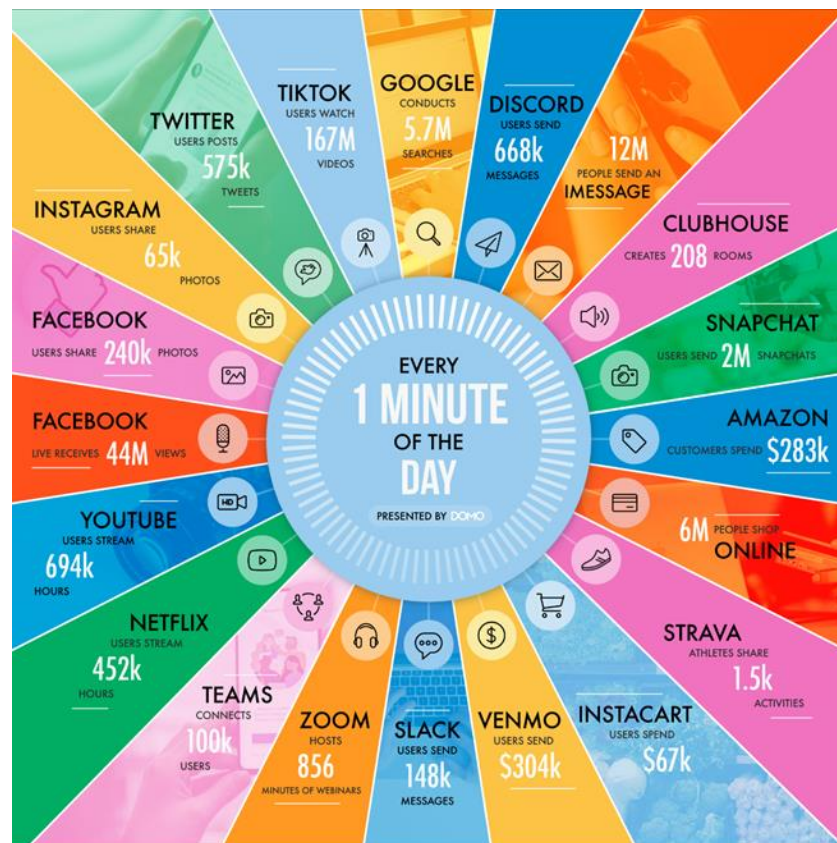 EVERY
1 MINUTE
OF THE
DAY
PRESENTED BY DOMO
GOOGLE
CONDUCTS
5.7M
SEARCHES
DISCORD
USERS SEND
668k
MESSAGES
12M
PEOPLE SEND AN
IMESSAGE
CLUBHOUSE
CREATES 208 ROOMS
SNAPCHAT
USERS SEND 2M SNAPCHATS
AMAZON
CUSTOMERS SPEND $283k
6M PEOPLE SHOP
ONLINE
STRAVA
ATHLETES SHARE
1.5k
ACTIVITIES
INSTACART
USERS SPEND
$67k
VENMO
USERS SEND
$304k
SLACK
USERS SEND
148k
MESSAGES
ZOOM
HOSTS
856
MINUTES OF WEBINARS
TEAMS
CONNECTS
100k
USERS
NETFLIX
USERS STREAM
452k
HOURS
YOUTUBE
USERS STREAM
694k
HOURS
FACEBOOK
LIVE RECEIVES 44M VIEWS
FACEBOOK
USERS SHARE 240k PHOTOS
INSTAGRAM
USERS SHARE
65k
PHOTOS
TWITTER
USERS POSTS
575k
TWEETS
TIKTOK
USERS WATCH
167M
VIDEOS
HD